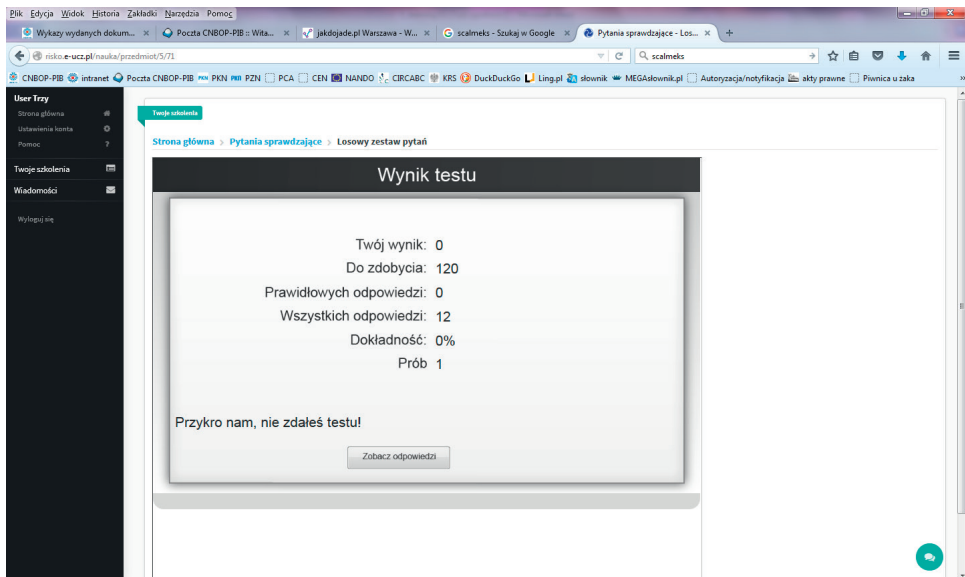 Plik Edycja Widok Historia Zakładki Narzędzia Pomoc
Wykazy wydanych dokum... × Poczta CNBOP-PIB :: Wita... × jakdojade.pl Warszawa - W... × G scalmeks - Szukaj w Google × Pytania sprawdzające - Los... × +
risko.e-ucz.pl/nauka/przedmiot/5/71 scalmeks
CNBOP-PIB intranet Poczta CNBOP-PIB PKN PKN PKN PZN PCA CEN NANDO CIRCABC KRS DuckDuckGo Ling.pl słownik MEGAsłownik.pl Autoryzacja/notyfikacja akty prawne Piwnica u żaka »
User Trzy
Strona główna
Ustawienia konta
Pomoc ?
Twoje szkolenia
Wiadomości
Wyloguj się
Twoje szkolenia
Strona główna > Pytania sprawdzające > Losowy zestaw pytań
Wynik testu
Twój wynik: 0
Do zdobycia: 120
Prawidłowych odpowiedzi: 0
Wszystkich odpowiedzi: 12
Dokładność: 0%
Prób 1
Przykro nam, nie zdałeś testu!
Zobacz odpowiedzi